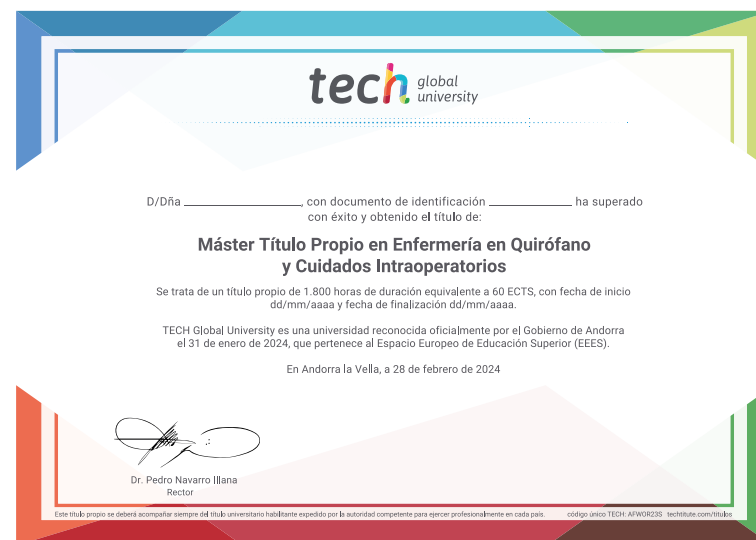 tech global university
D/Dña ____________________, con documento de identificación ______________ ha superado
con éxito y obtenido el título de:
Máster Título Propio en Enfermería en Quirófano
y Cuidados Intraoperatorios
Se trata de un título propio de 1.800 horas de duración equivalente a 60 ECTS, con fecha de inicio
dd/mm/aaaa y fecha de finalización dd/mm/aaaa.
TECH Global University es una universidad reconocida oficialmente por el Gobierno de Andorra
el 31 de enero de 2024, que pertenece al Espacio Europeo de Educación Superior (EEES).
En Andorra la Vella, a 28 de febrero de 2024
Dr. Pedro Navarro Illana
Rector
Este título propio se deberá acompañar siempre del título universitario habilitante expedido por la autoridad competente para ejercer profesionalmente en cada país. código único TECH: AFWOR23S techtitute.com/titulos